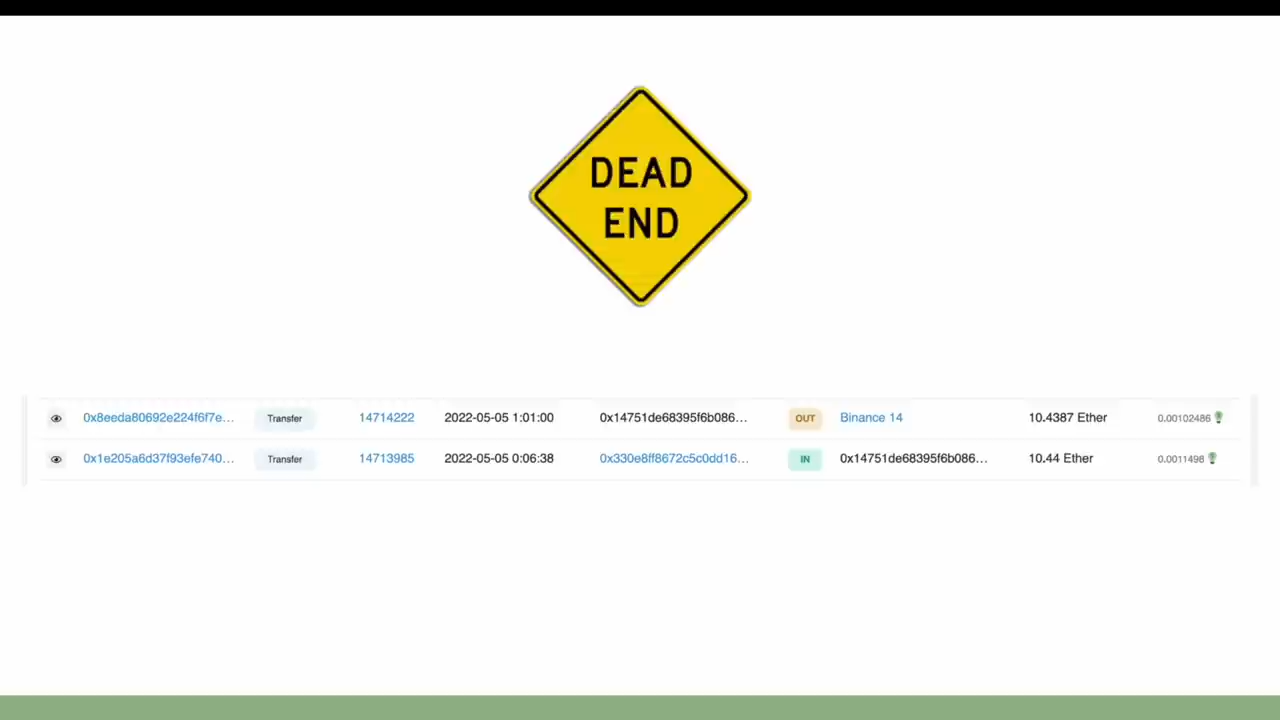 DEAD
END
0x8eeda80692e224f6f7e... Transfer 14714222 2022-05-05 1:01:00 0x14751de68395f6b086... OUT Binance 14 10.4387 Ether 0.00102486
0x1e205a6d37f93efe740... Transfer 14713985 2022-05-05 0:06:38 0x330e8ff8672c5c0dd16... IN 0x14751de68395f6b086... 10.44 Ether 0.0011498